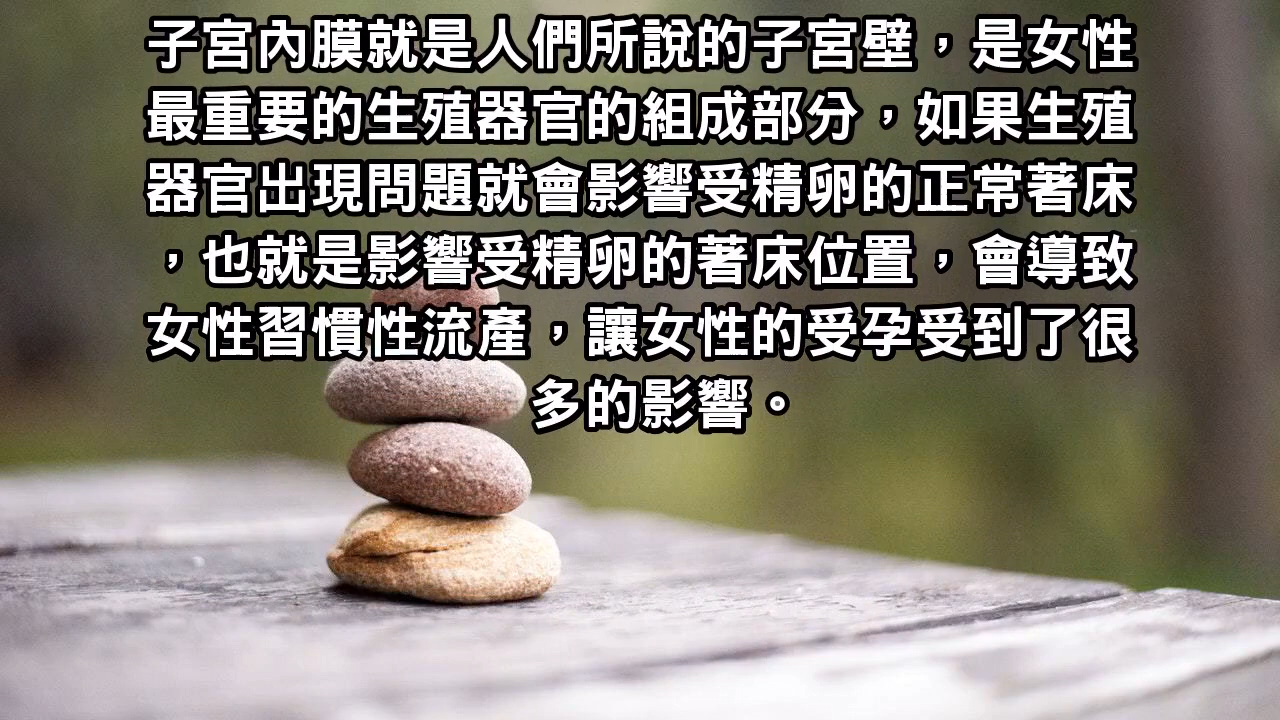 子宮內膜就是人們所說的子宮壁，是女性
最重要的生殖器官的組成部分，如果生殖
器官出現問題就會影響受精卵的正常著床
，也就是影響受精卵的著床位置，會導致
女性習慣性流產，讓女性的受孕受到了很
多的影響。